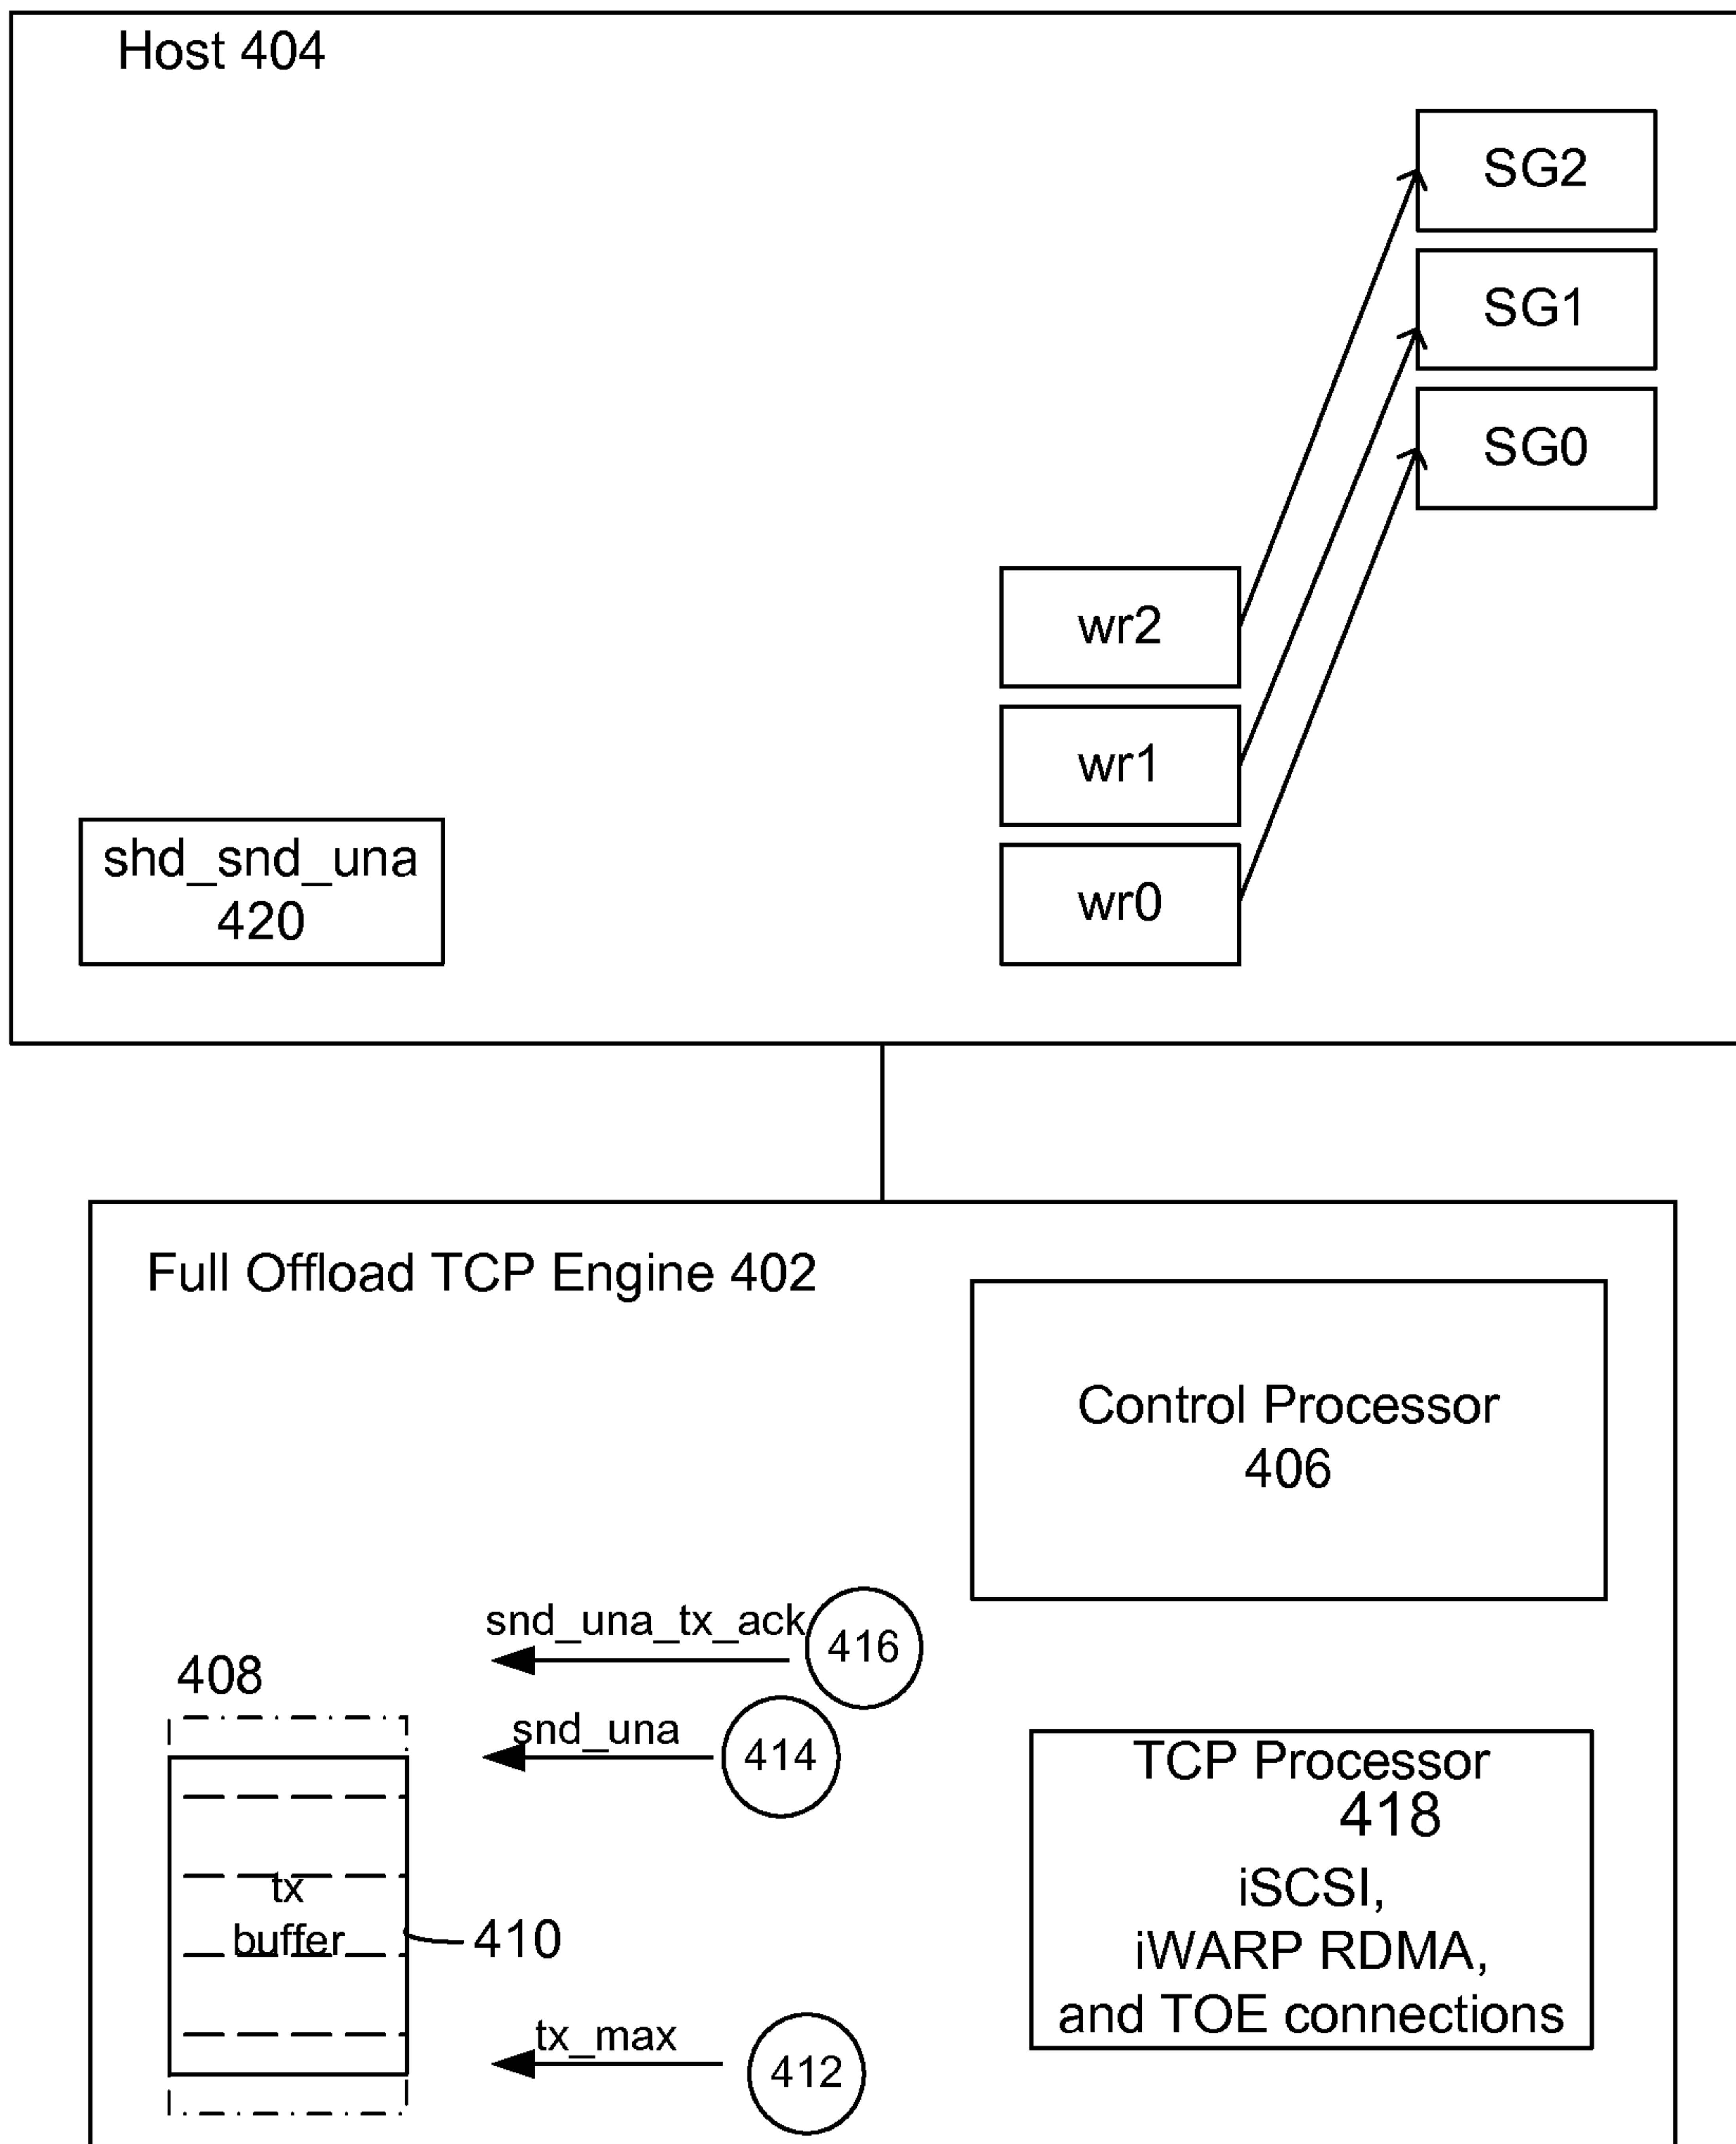 Host 404
SG2
SG1
SG0
wr2
wr1
wr0
shd_snd_una
420
Full Offload TCP Engine 402
Control Processor
406
snd_una_tx_ack
416
408
snd_una
414
TCP Processor
418
iSCSI,
iWARP RDMA,
and TOE connections
tx
buffer
410
tx_max
412